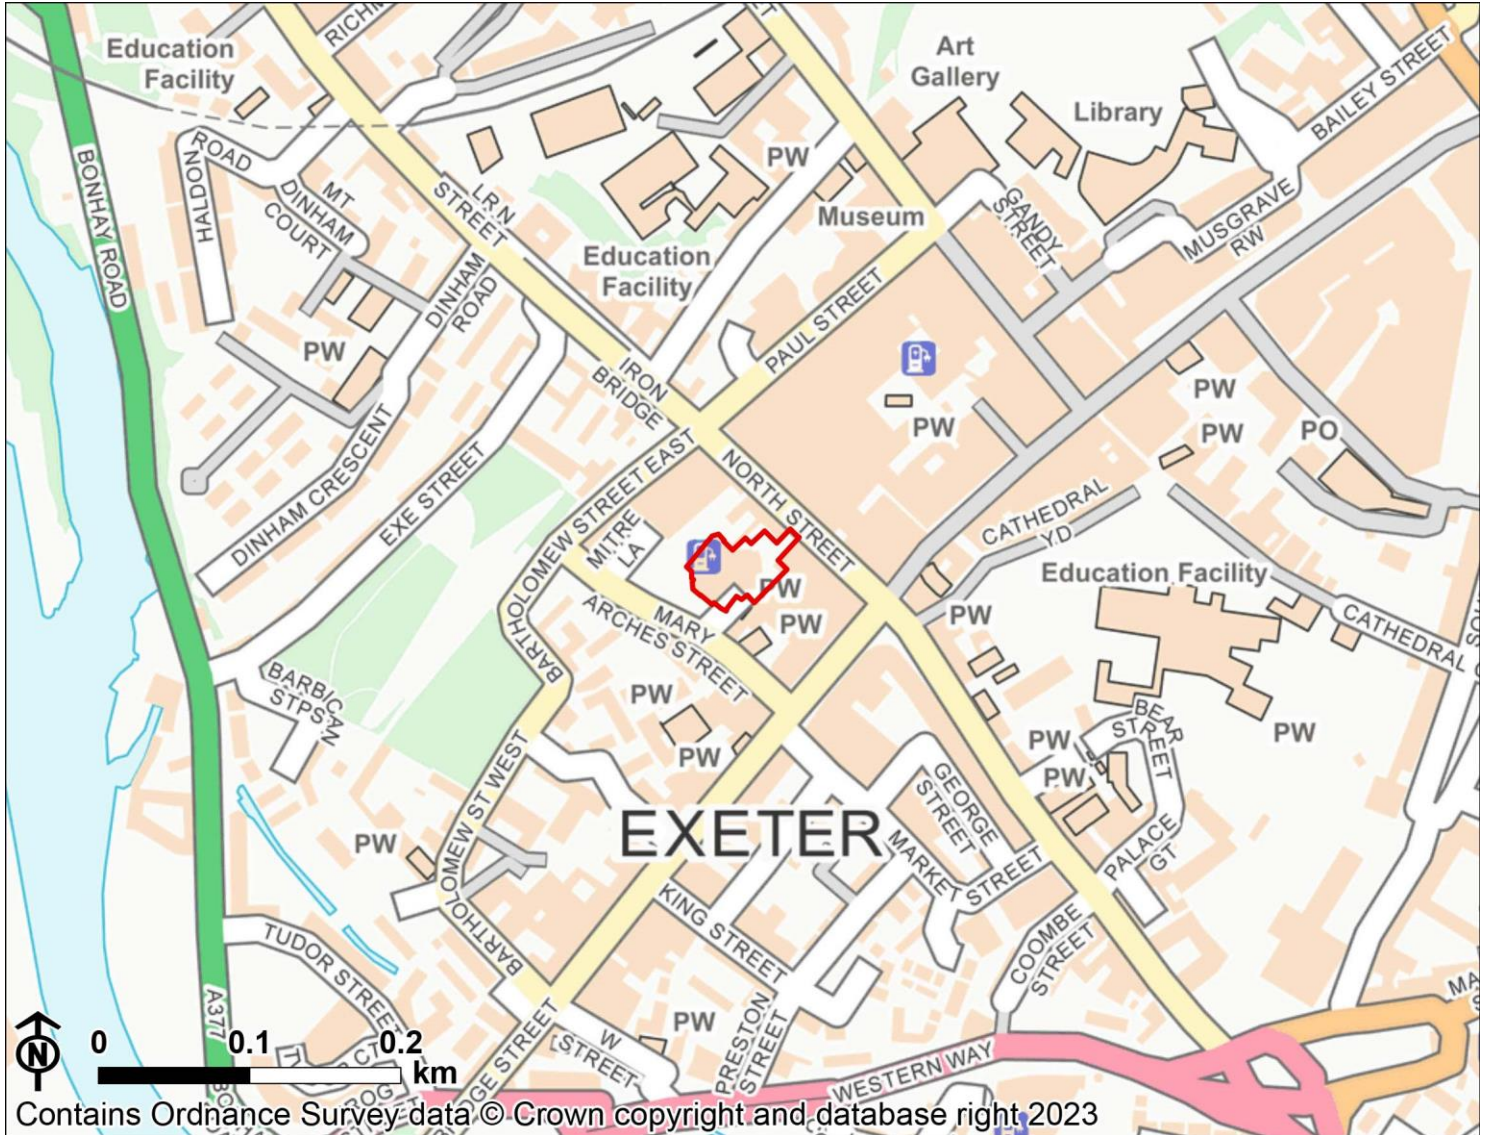 RICHM
Education
Facility
Art
Gallery
Library
BAILEY STREET
BONHAY ROAD
ROAD
HALDON
MT
DINHAM
COURT
LR N
STREET
PW
Museum
GANDY
STREET
MUSGRAVE
RW
Education
Facility
DINHAM
ROAD
PAUL STREET
PW
IRON
BRIDGE
PW
PW
PW
PO
DINHAM CRESCENT
EXE STREET
BARTHOLOMEW STREET EAST
NORTH STREET
MITRE
LA
CATHEDRAL
YD
Education Facility
PW
PW
PW
MARY
ARCHES STREET
CATHEDRAL C
SOU
BARBICAN
STPS
PW
PW
BEAR
STREET
PW
PW
PW
EXETER
GEORGE
STREET
MARKET STREET
PALACE
GT
PW
BARTHOLOMEW ST WEST
KING STREET
COOMBE
STREET
TUDOR STREET
BARTH
PRESTON
STREET
PW
W
STREET
A377
MA
WESTERN WAY
BRIDGE STREET
CT
N
0 0.1 0.2
km
Contains Ordnance Survey data © Crown copyright and database right 2023